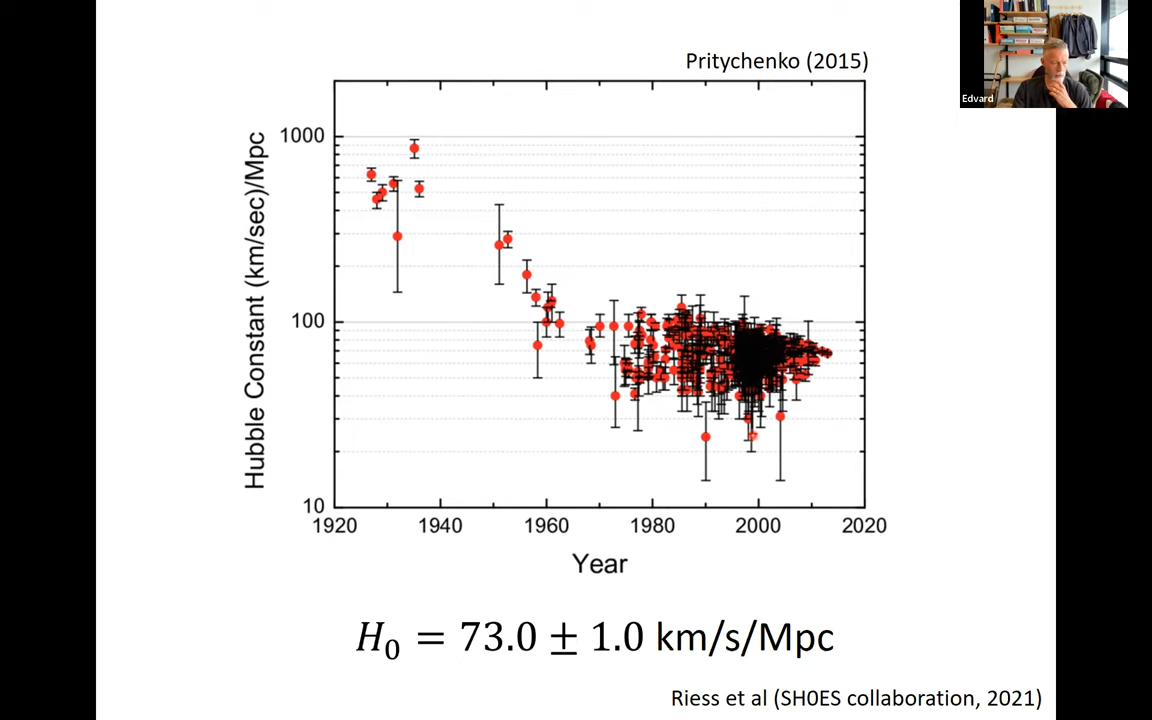 Pritychenko (2015)
Edvard
Hubble Constant (km/sec)/Mpc
1000
100
10
1920 1940 1960 1980 2000 2020
Year
H₀ = 73.0 ± 1.0 km/s/Mpc
Riess et al (SH0ES collaboration, 2021)